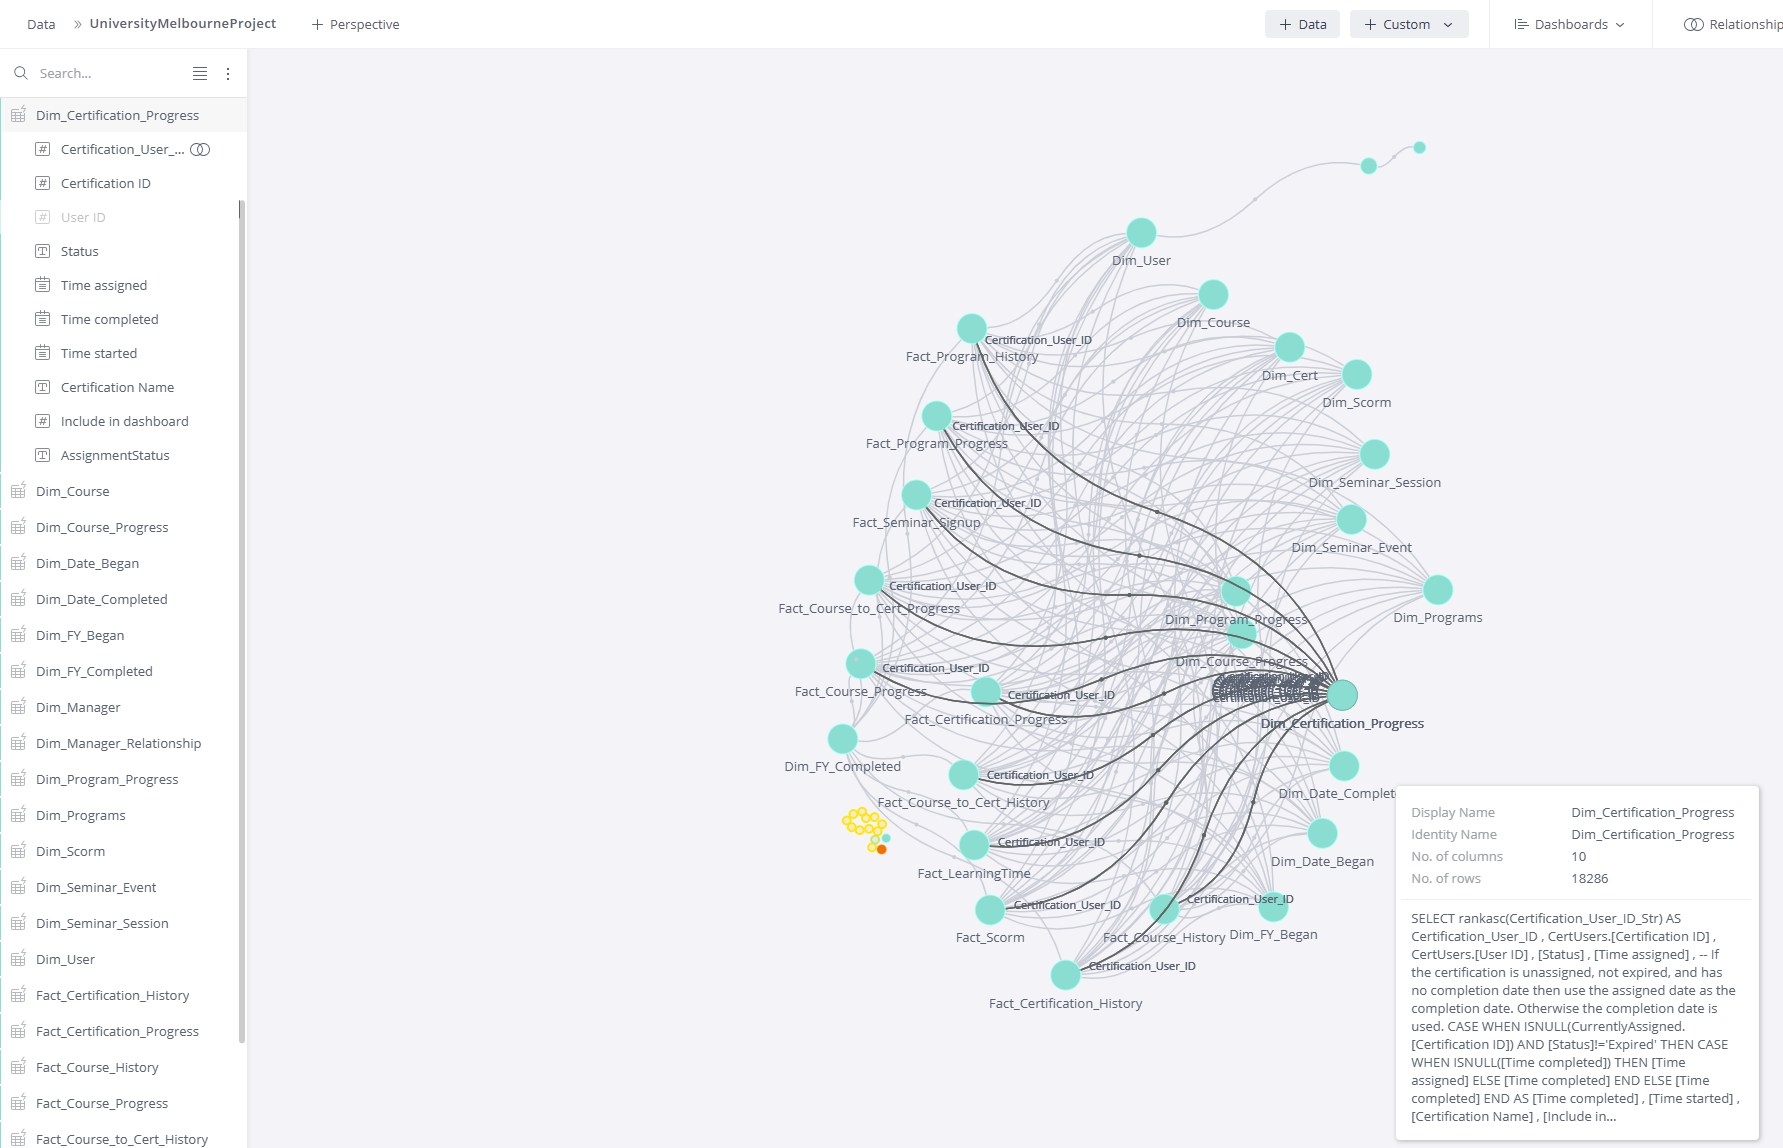 Data » UniversityMelbourneProject + Perspective + Data + Custom Dashboards Relationship
Search...
Dim_Certification_Progress
Certification_User_...
Certification ID
User ID
Status
Time assigned
Time completed
Time started
Certification Name
Include in dashboard
AssignmentStatus
Dim_Course
Dim_Course_Progress
Dim_Date_Began
Dim_Date_Completed
Dim_FY_Began
Dim_FY_Completed
Dim_Manager
Dim_Manager_Relationship
Dim_Program_Progress
Dim_Programs
Dim_Scorm
Dim_Seminar_Event
Dim_Seminar_Session
Dim_User
Fact_Certification_History
Fact_Certification_Progress
Fact_Course_History
Fact_Course_Progress
Fact_Course_to_Cert_History
Dim_User
Dim_Course
Certification_User_ID
Fact_Program_History
Dim_Cert
Dim_Scorm
Certification_User_ID
Fact_Program_Progress
Dim_Seminar_Session
Certification_User_ID
Fact_Seminar_Signup
Dim_Seminar_Event
Certification_User_ID
Fact_Course_to_Cert_Progress
Dim_Programs
Dim_Program_Progress
Dim_Course_Progress
Certification_User_ID
Fact_Course_Progress
Certification_User_ID
Fact_Certification_Progress
Certification_User_ID
Dim_Certification_Progress
Dim_FY_Completed
Certification_User_ID
Fact_Course_to_Cert_History
Dim_Complet
Certification_User_ID
Fact_LearningTime
Dim_Date_Began
Certification_User_ID
Fact_Scorm
Certification_User_ID
Fact_Course_History
Dim_FY_Began
Certification_User_ID
Fact_Certification_History
Display Name Dim_Certification_Progress
Identity Name Dim_Certification_Progress
No. of columns 10
No. of rows 18286
SELECT rankasc(Certification_User_ID_Str) AS
Certification_User_ID , CertUsers.[Certification ID] ,
CertUsers.[User ID] , [Status] , [Time assigned] , -- If
the certification is unassigned, not expired, and has
no completion date then use the assigned date as the
completion date. Otherwise the completion date is
used. CASE WHEN ISNULL(CurrentlyAssigned.
[Certification ID]) AND [Status]!='Expired' THEN CASE
WHEN ISNULL([Time completed]) THEN [Time
assigned] ELSE [Time completed] END ELSE [Time
completed] END AS [Time completed] , [Time started] ,
[Certification Name] , [Include in...